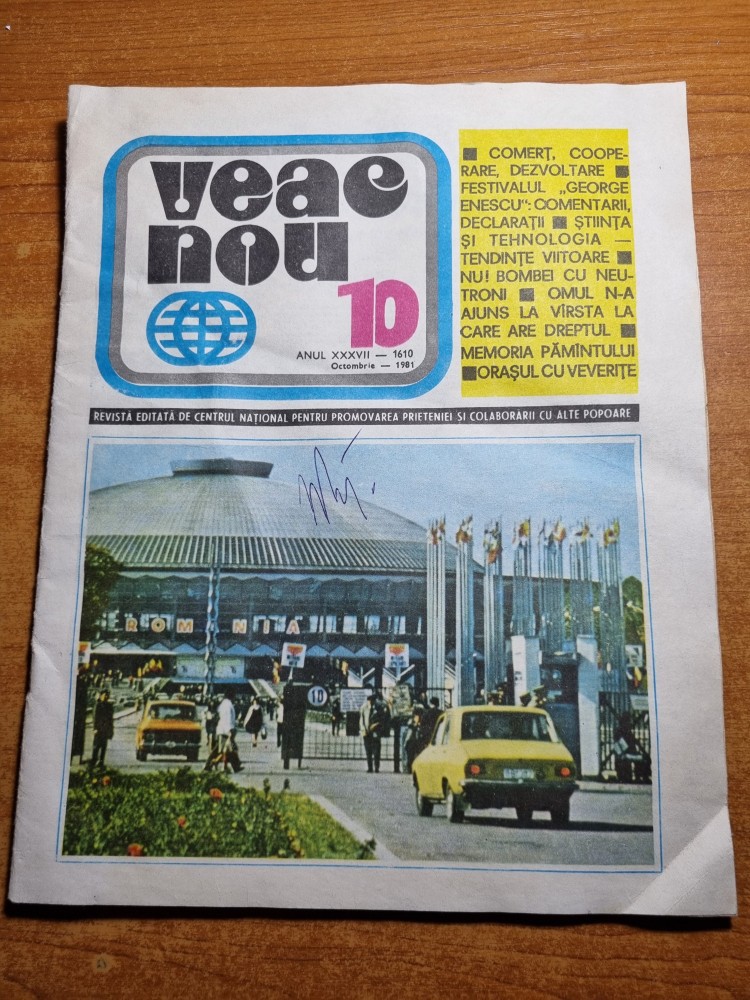 veac
nou
10
ANUL XXXVII — 1610
Octombrie — 1981
■ COMERȚ, COOPE-
RARE, DEZVOLTARE ■
FESTIVALUL „GEORGE
ENESCU“: COMENTARII,
DECLARAȚII ■ ȘTIINȚA
ȘI TEHNOLOGIA —
TENDINȚE VIITOARE ■
NU! BOMBEI CU NEU-
TRONI ■ OMUL N-A
AJUNS LA VÎRSTA LA
CARE ARE DREPTUL ■
MEMORIA PĂMÎNTULUI
■ ORAȘUL CU VEVERIȚE
REVISTĂ EDITATĂ DE CENTRUL NAȚIONAL PENTRU PROMOVAREA PRIETENIEI ȘI COLABORĂRII CU ALTE POPOARE
ROM NIA